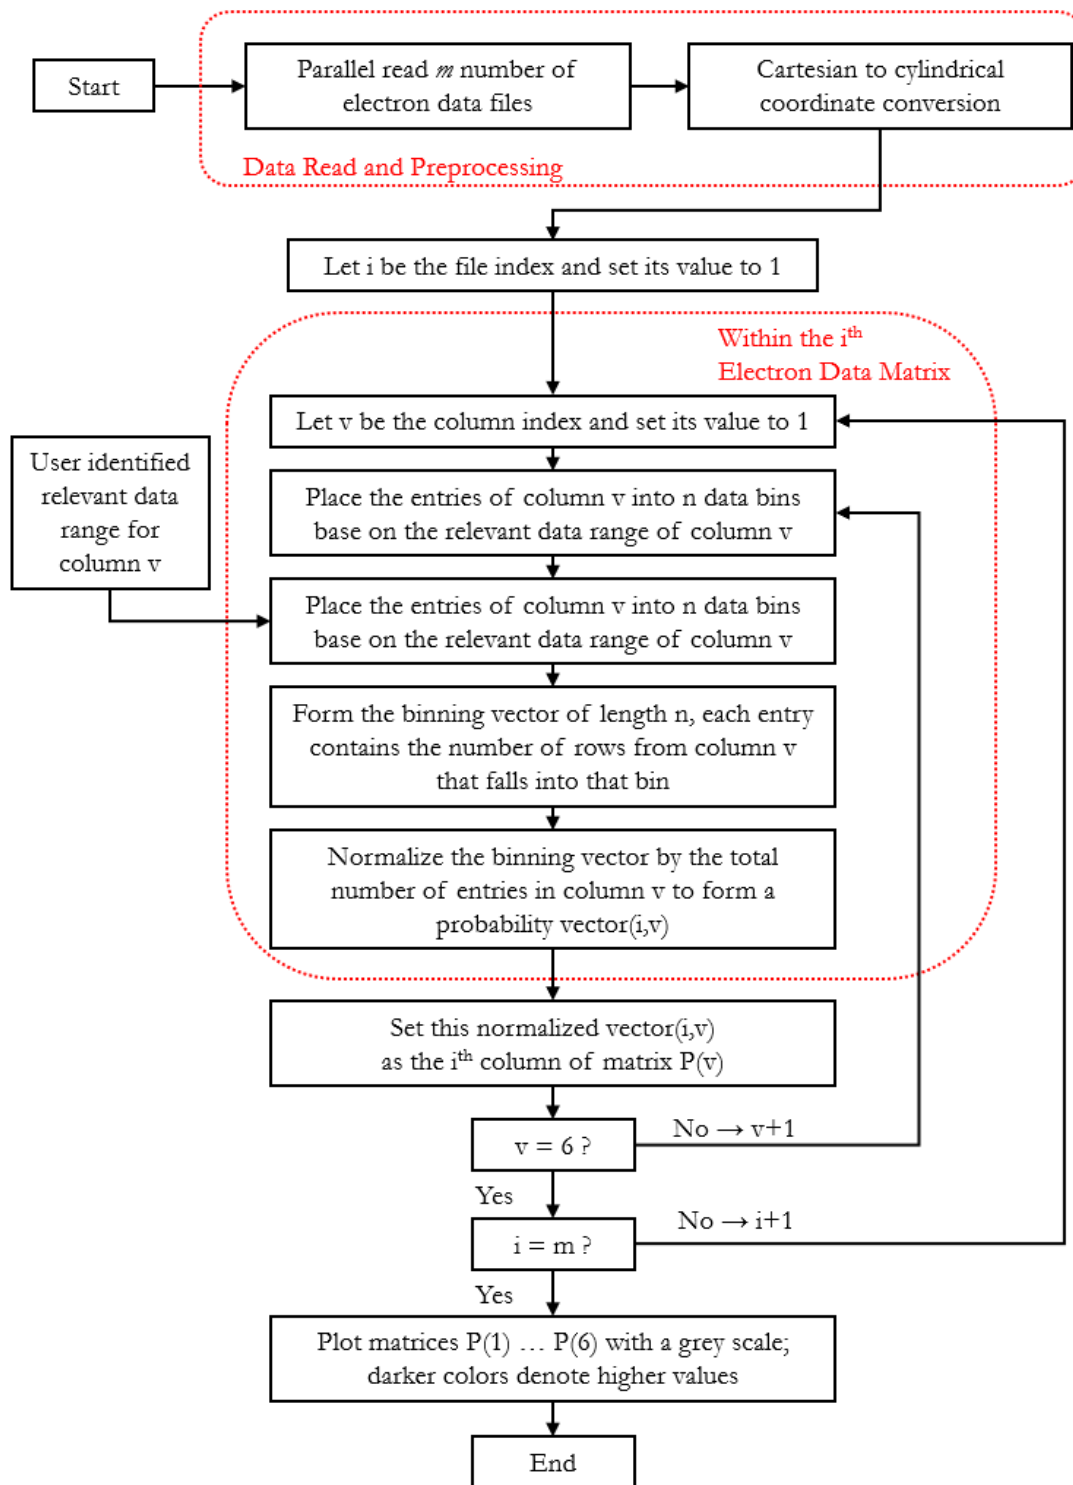 Start
Parallel read m number of
electron data files
Cartesian to cylindrical
coordinate conversion
Data Read and Preprocessing
Let i be the file index and set its value to 1
Within the iᵗʰ
Electron Data Matrix
Let v be the column index and set its value to 1
User identified
relevant data
range for
column v
Place the entries of column v into n data bins
base on the relevant data range of column v
Place the entries of column v into n data bins
base on the relevant data range of column v
Form the binning vector of length n, each entry
contains the number of rows from column v
that falls into that bin
Normalize the binning vector by the total
number of entries in column v to form a
probability vector(i,v)
Set this normalized vector(i,v)
as the iᵗʰ column of matrix P(v)
v = 6 ?
No → v+1
Yes
i = m ?
No → i+1
Yes
Plot matrices P(1) … P(6) with a grey scale;
darker colors denote higher values
End